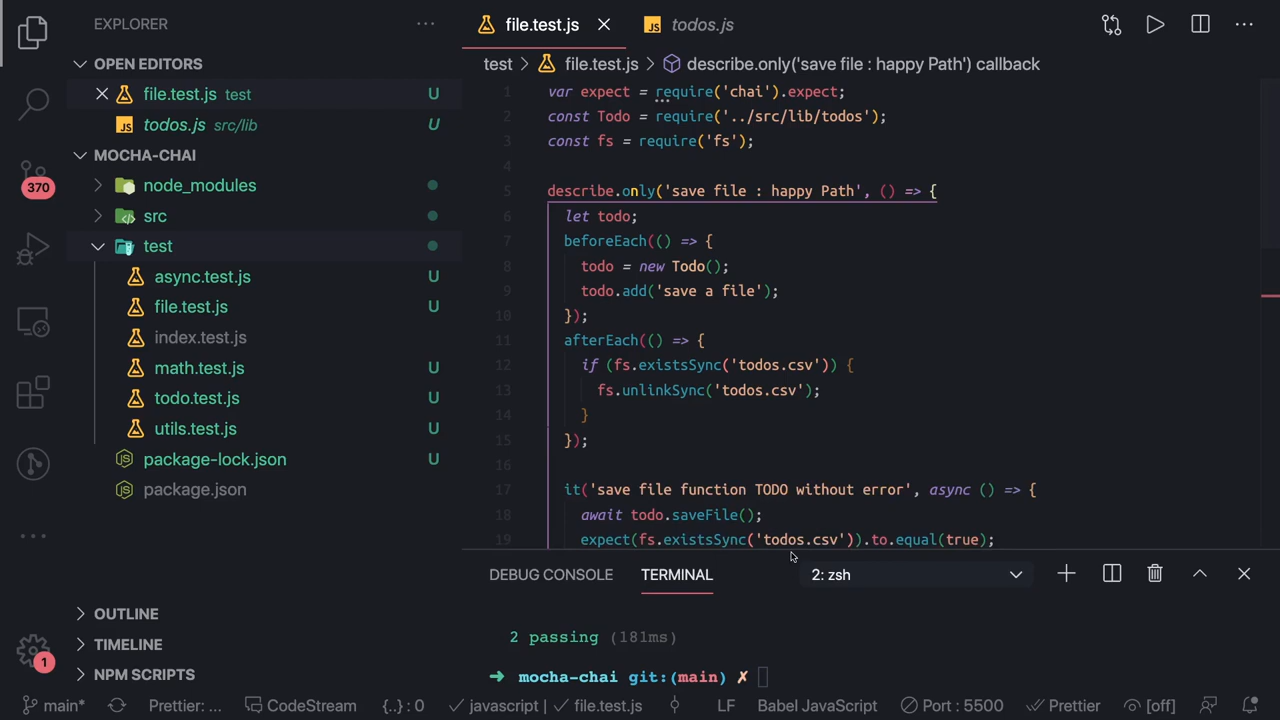 EXPLORER
OPEN EDITORS
file.test.js test U
JS todos.js src/lib U
MOCHA-CHAI
node_modules
src
test
async.test.js U
file.test.js U
index.test.js
math.test.js U
todo.test.js U
utils.test.js U
package-lock.json U
package.json
OUTLINE
TIMELINE
NPM SCRIPTS
370
1
file.test.js
JS todos.js
test > file.test.js > describe.only('save file : happy Path') callback
1 var expect = require('chai').expect;
2 const Todo = require('../src/lib/todos');
3 const fs = require('fs');
4
5 describe.only('save file : happy Path', () => {
6 let todo;
7 beforeEach(() => {
8 todo = new Todo();
9 todo.add('save a file');
10 });
11 afterEach(() => {
12 if (fs.existsSync('todos.csv')) {
13 fs.unlinkSync('todos.csv');
14 }
15 });
16
17 it('save file function TODO without error', async () => {
18 await todo.saveFile();
19 expect(fs.existsSync('todos.csv')).to.equal(true);
DEBUG CONSOLE TERMINAL 2: zsh
2 passing (181ms)
➜ mocha-chai git:(main) ✗
main* Prettier: ... CodeStream {..} : 0 ✓ javascript | ✓ file.test.js LF Babel JavaScript Port : 5500 Prettier [off]